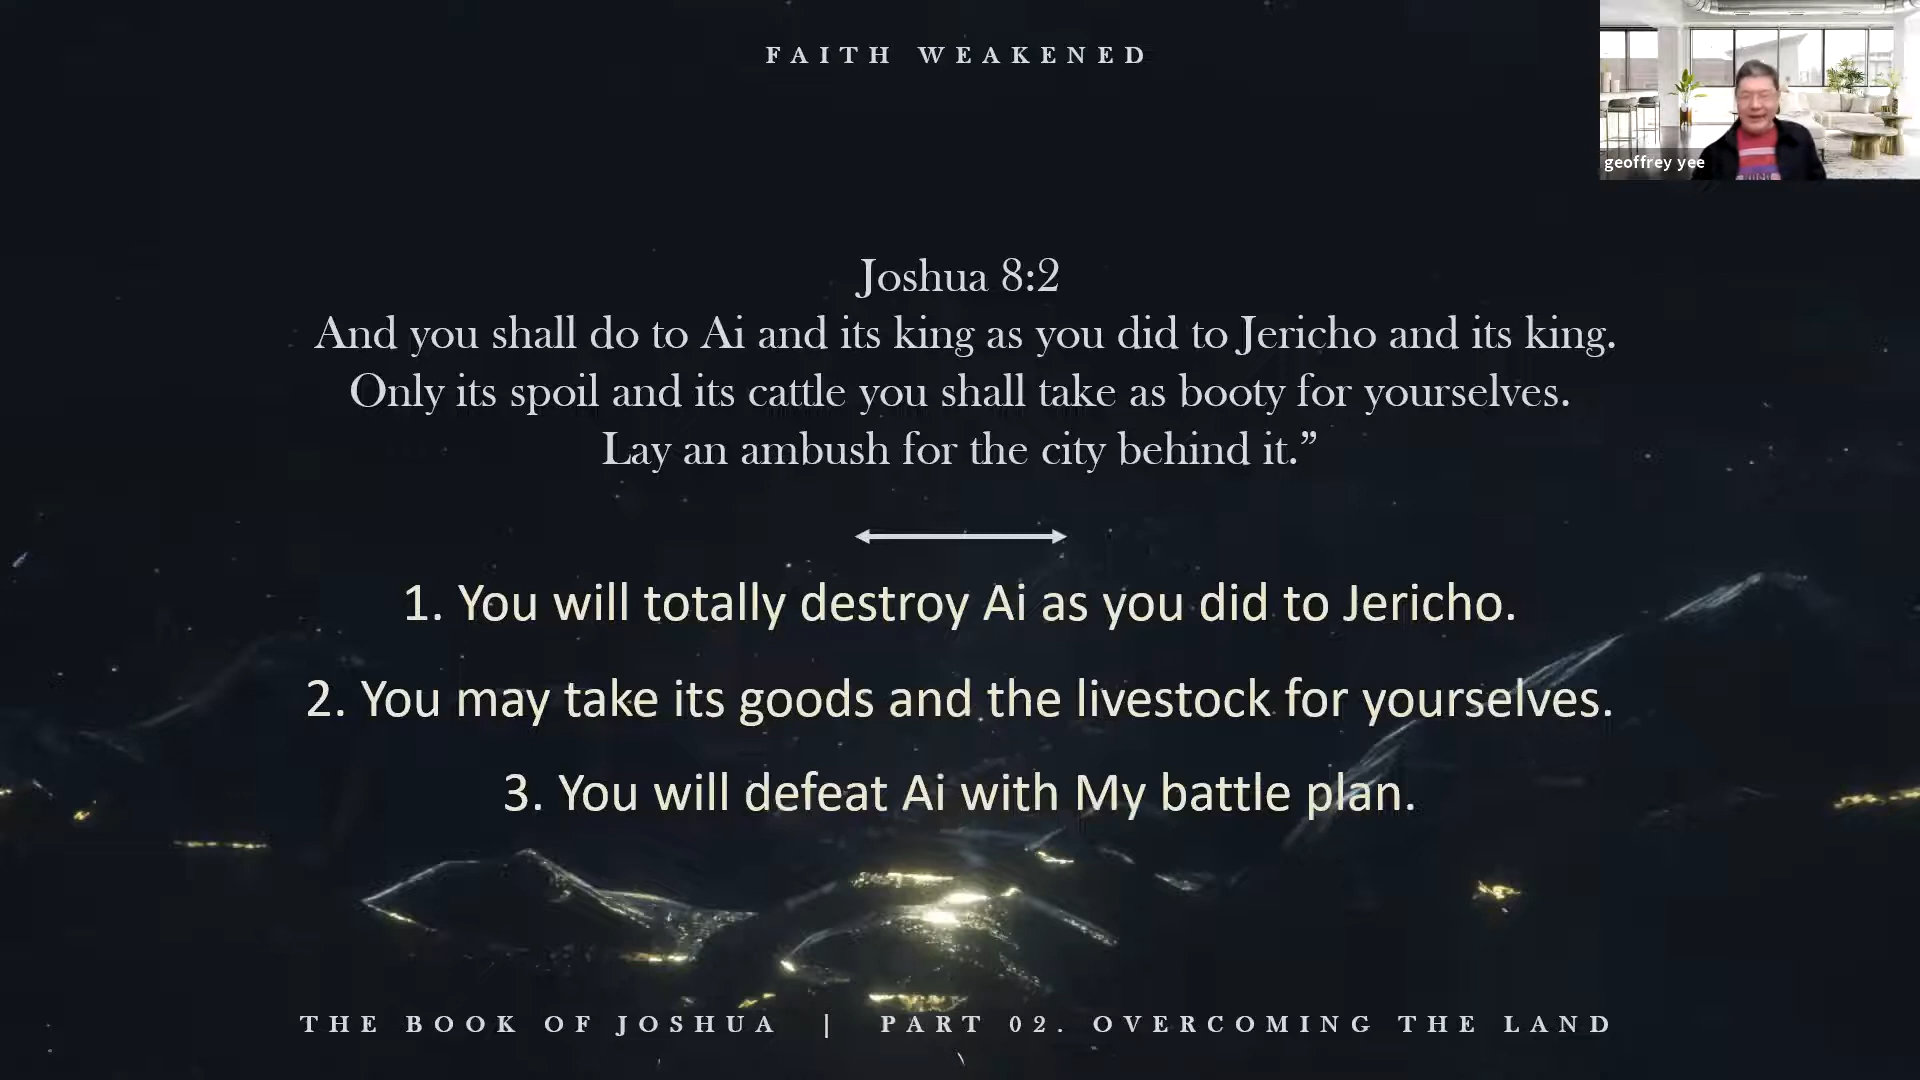 FAITH WEAKENED
geoffrey yee
Joshua 8:2
And you shall do to Ai and its king as you did to Jericho and its king.
Only its spoil and its cattle you shall take as booty for yourselves.
Lay an ambush for the city behind it.”
1. You will totally destroy Ai as you did to Jericho.
2. You may take its goods and the livestock for yourselves.
3. You will defeat Ai with My battle plan.
THE BOOK OF JOSHUA | PART 02. OVERCOMING THE LAND